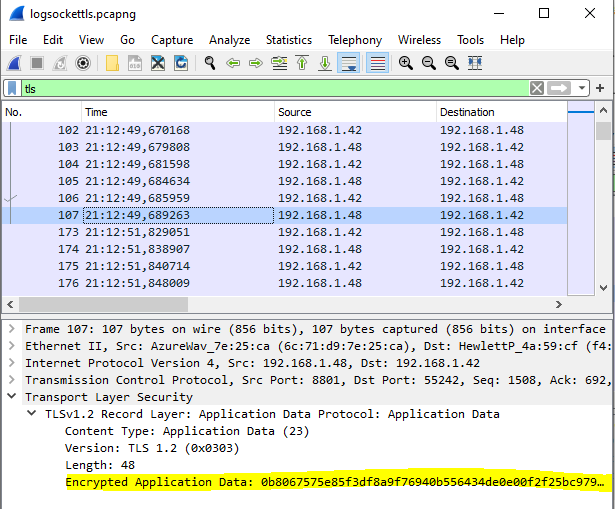 logsockettls.pcapng
File Edit View Go Capture Analyze Statistics Telephony Wireless Tools Help
tls
No. Time Source Destination
102 21:12:49,670168 192.168.1.42 192.168.1.48
103 21:12:49,679808 192.168.1.48 192.168.1.42
104 21:12:49,681598 192.168.1.42 192.168.1.48
105 21:12:49,684634 192.168.1.48 192.168.1.42
106 21:12:49,685959 192.168.1.42 192.168.1.48
107 21:12:49,689263 192.168.1.48 192.168.1.42
173 21:12:51,829051 192.168.1.42 192.168.1.48
174 21:12:51,838907 192.168.1.48 192.168.1.42
175 21:12:51,840714 192.168.1.42 192.168.1.48
176 21:12:51,848009 192.168.1.48 192.168.1.42
Frame 107: 107 bytes on wire (856 bits), 107 bytes captured (856 bits) on interface
Ethernet II, Src: AzureWav_7e:25:ca (6c:71:d9:7e:25:ca), Dst: HewlettP_4a:59:cf (f4:
Internet Protocol Version 4, Src: 192.168.1.48, Dst: 192.168.1.42
Transmission Control Protocol, Src Port: 8801, Dst Port: 55242, Seq: 1508, Ack: 692,
Transport Layer Security
TLSv1.2 Record Layer: Application Data Protocol: Application Data
Content Type: Application Data (23)
Version: TLS 1.2 (0x0303)
Length: 48
Encrypted Application Data: 0b8067575e85f3df8a9f76940b556434de0e00f2f25bc979…